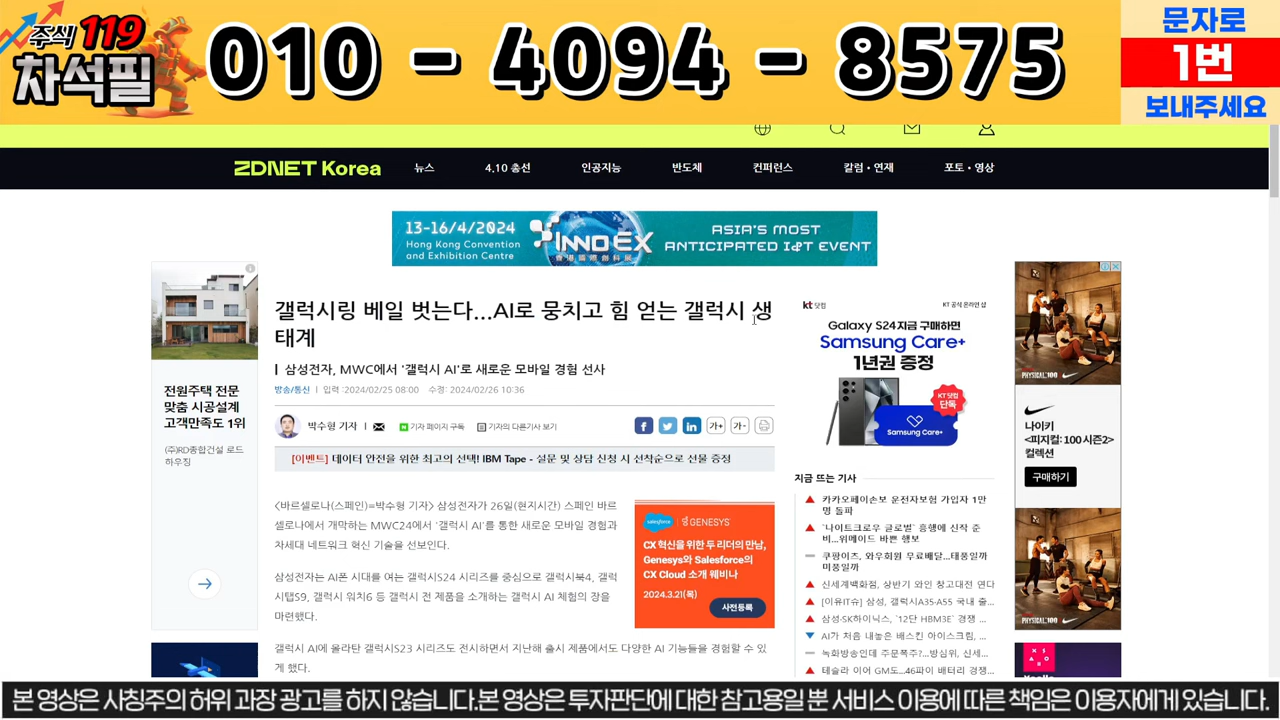 주식 119
차석필
010 - 4094 - 8575
문자로
1번
보내주세요
ZDNET Korea
뉴스
4.10 총선
인공지능
반도체
컨퍼런스
칼럼•연재
포토•영상
13-16/4/2024
Hong Kong Convention
and Exhibition Centre
INNOEX
ASIA'S MOST
ANTICIPATED I&T EVENT
전원주택 전문
맞춤 시공설계
고객만족도 1위
(주)RD종합건설 로드
하우징
갤럭시링 베일 벗는다...AI로 뭉치고 힘 얻는 갤럭시 생
태계
삼성전자, MWC에서 '갤럭시 AI'로 새로운 모바일 경험 선사
방송/통신 | 입력 :2024/02/25 08:00 수정: 2024/02/26 10:36
박수형 기자
기자 페이지 구독
기자의 다른기사 보기
가+
가-
[이벤트] 데이터 안전을 위한 최고의 선택! IBM Tape - 설문 및 상담 신청 시 선착순으로 선물 증정
<바르셀로나(스페인)=박수형 기자> 삼성전자가 26일(현지시간) 스페인 바르
셀로나에서 개막하는 MWC24에서 '갤럭시 AI'를 통한 새로운 모바일 경험과
차세대 네트워크 혁신 기술을 선보인다.
삼성전자는 AI폰 시대를 여는 갤럭시S24 시리즈를 중심으로 갤럭시북4, 갤럭
시탭S9, 갤럭시 워치6 등 갤럭시 전 제품을 소개하는 갤럭시 AI 체험의 장을
마련했다.
갤럭시 AI에 올라탄 갤럭시S23 시리즈도 전시하면서 지난해 출시 제품에서도 다양한 AI 기능들을 경험할 수 있
게 했다.
salesforce GENESYS
CX 혁신을 위한 두 리더의 만남,
Genesys와 Salesforce의
CX Cloud 소개 웨비나
2024.3.21(목)
사전등록
kt 닷컴
KT 공식 온라인 샵
Galaxy S24지금 구매하면
Samsung Care+
1년권 증정
kt닷컴
단독
Samsung Care+
지금 뜨는 기사
카카오페이손보 운전자보험 가입자 1만
명 돌파
`나이트크로우 글로벌` 흥행에 신작 준
비...위메이드 바쁜 행보
쿠팡이츠, 와우회원 무료배달...태풍일까
미풍일까
신세계백화점, 상반기 와인 창고대전 연다
[이유IT슈] 삼성, 갤럭시A35·A55 국내 출...
삼성·SK하이닉스, `12단 HBM3E` 경쟁 ...
AI가 처음 내놓은 배스킨 아이스크림, ...
녹화방송인데 주문폭주?...방심위, 신세...
테슬라 이어 GM도...46파이 배터리 경쟁...
PHYSICAL:100
나이키
<피지컬: 100 시즌2>
컬렉션
구매하기
PHYSICAL:100
본 영상은 사칭주의 허위 과장 광고를 하지 않습니다.본 영상은 투자판단에 대한 참고용일 뿐 서비스 이용에 따른 책임은 이용자에게 있습니다.